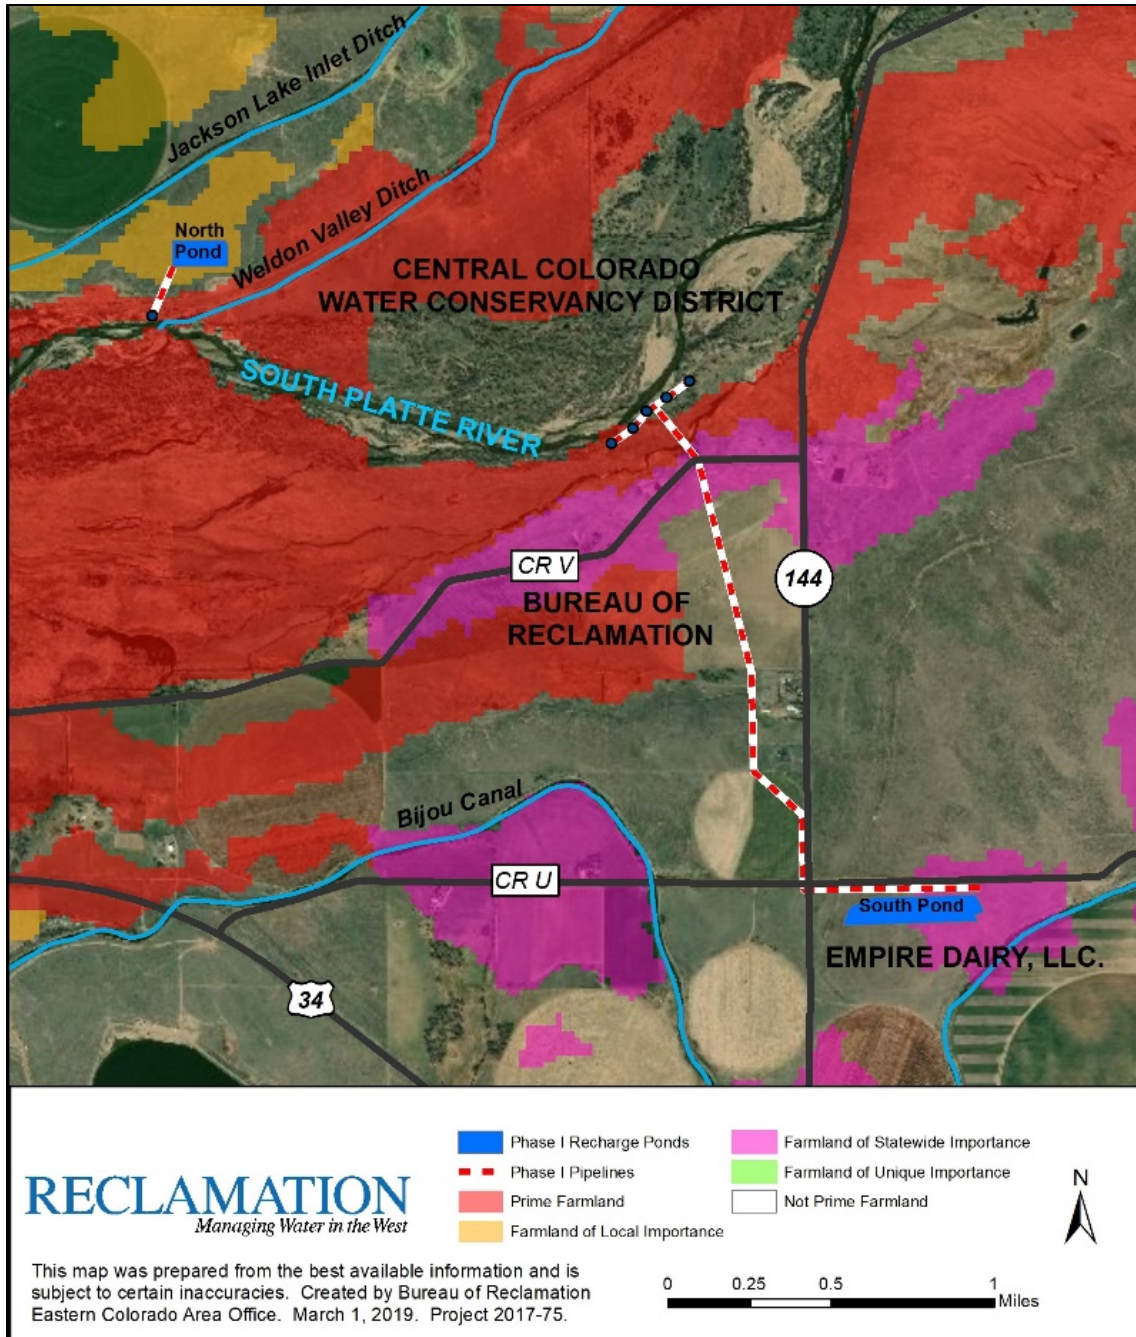 Jackson Lake Inlet Ditch
Weldon Valley Ditch
North
Pond
CENTRAL COLORADO
WATER CONSERVANCY DISTRICT
SOUTH PLATTE RIVER
CR V
144
BUREAU OF
RECLAMATION
Bijou Canal
CR U
South Pond
EMPIRE DAIRY, LLC.
34
RECLAMATION
Managing Water in the West
Phase I Recharge Ponds
Phase I Pipelines
Prime Farmland
Farmland of Local Importance
Farmland of Statewide Importance
Farmland of Unique Importance
Not Prime Farmland
N
This map was prepared from the best available information and is
subject to certain inaccuracies. Created by Bureau of Reclamation
Eastern Colorado Area Office. March 1, 2019. Project 2017-75.
0 0.25 0.5 1
Miles